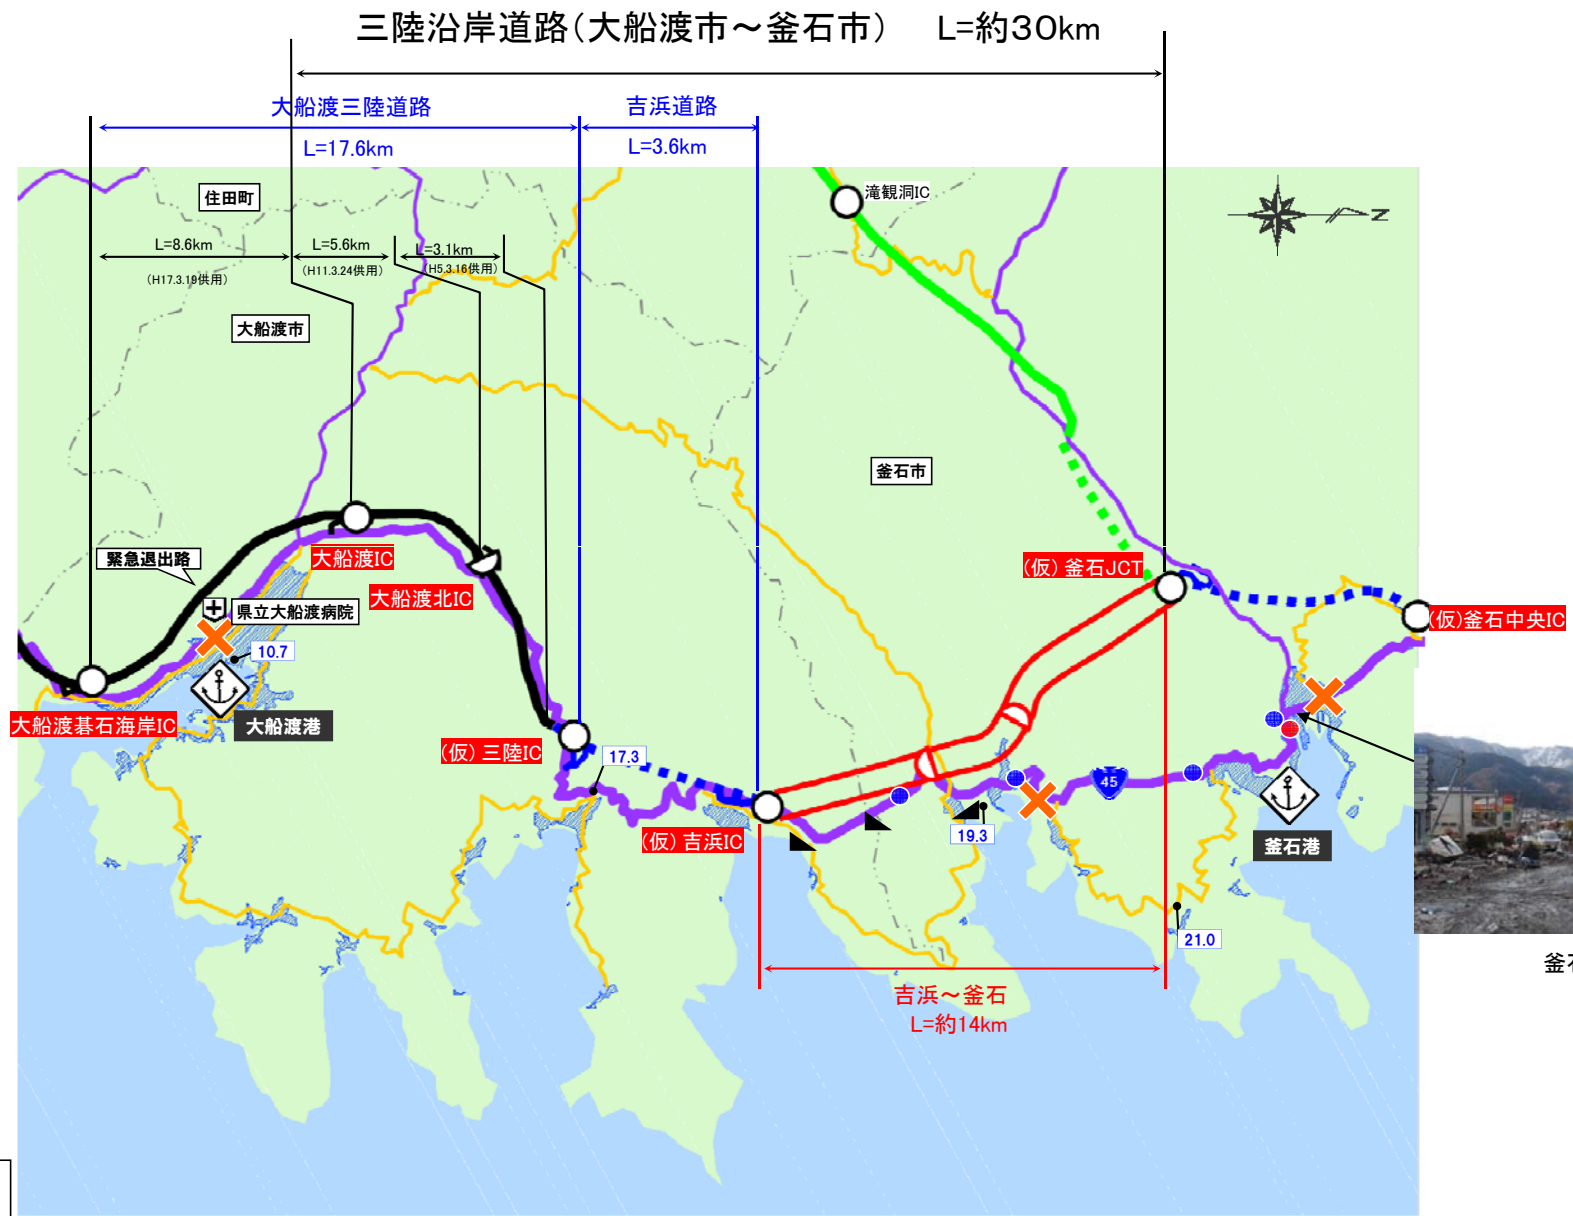 三陸沿岸道路(大船渡市～釜石市)　L=約30km
大船渡三陸道路
吉浜道路
L=17.6km
L=3.6km
住田町
滝観洞IC
Z
L=8.6km
L=5.6km
L=3.1km
(H17.3.19供用)
(H11.3.24供用)
(H5.3.16供用)
大船渡市
釜石市
緊急退出路
大船渡IC
(仮)釜石JCT
大船渡北IC
県立大船渡病院
(仮)釜石中央IC
10.7
大船渡碁石海岸IC
大船渡港
(仮)三陸IC
17.3
45
(仮)吉浜IC
19.3
釜石港
21.0
釜石
吉浜～釜石
L=約14km